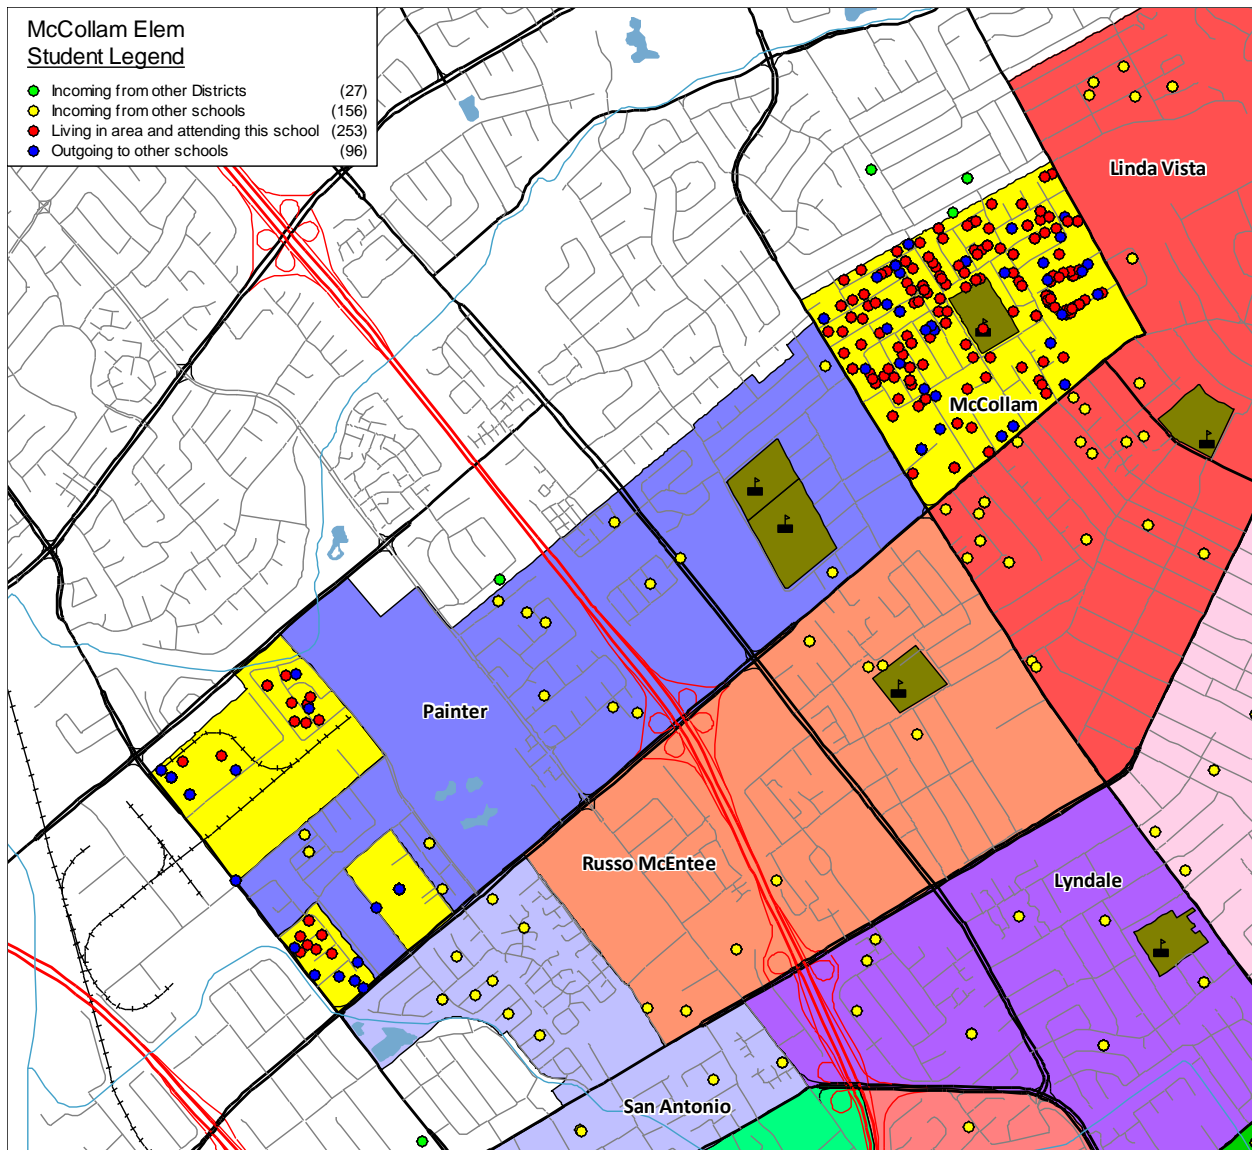 McCollam Elem
Student Legend
Incoming from other Districts (27)
Incoming from other schools (156)
Living in area and attending this school (253)
Outgoing to other schools (96)
Linda Vista
McCollam
Painter
Russo McEntee
Lyndale
San Antonio